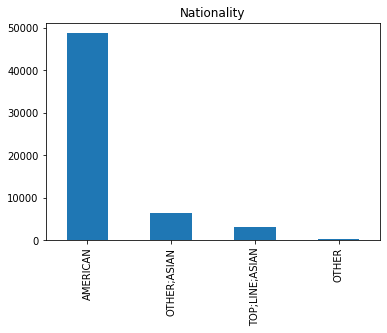 Nationality
50000
40000
30000
20000
10000
0
AMERICAN
OTHER;ASIAN
TOP;LINE;ASIAN
OTHER